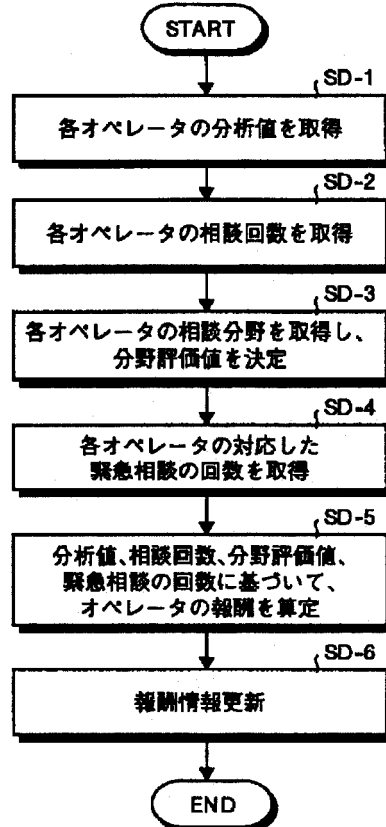 START
SD-1
各オペレータの分析値を取得
SD-2
各オペレータの相談回数を取得
SD-3
各オペレータの相談分野を取得し、
分野評価値を決定
SD-4
各オペレータの対応した
緊急相談の回数を取得
SD-5
分析値、相談回数、分野評価値、
緊急相談の回数に基づいて、
オペレータの報酬を算定
SD-6
報酬情報更新
END